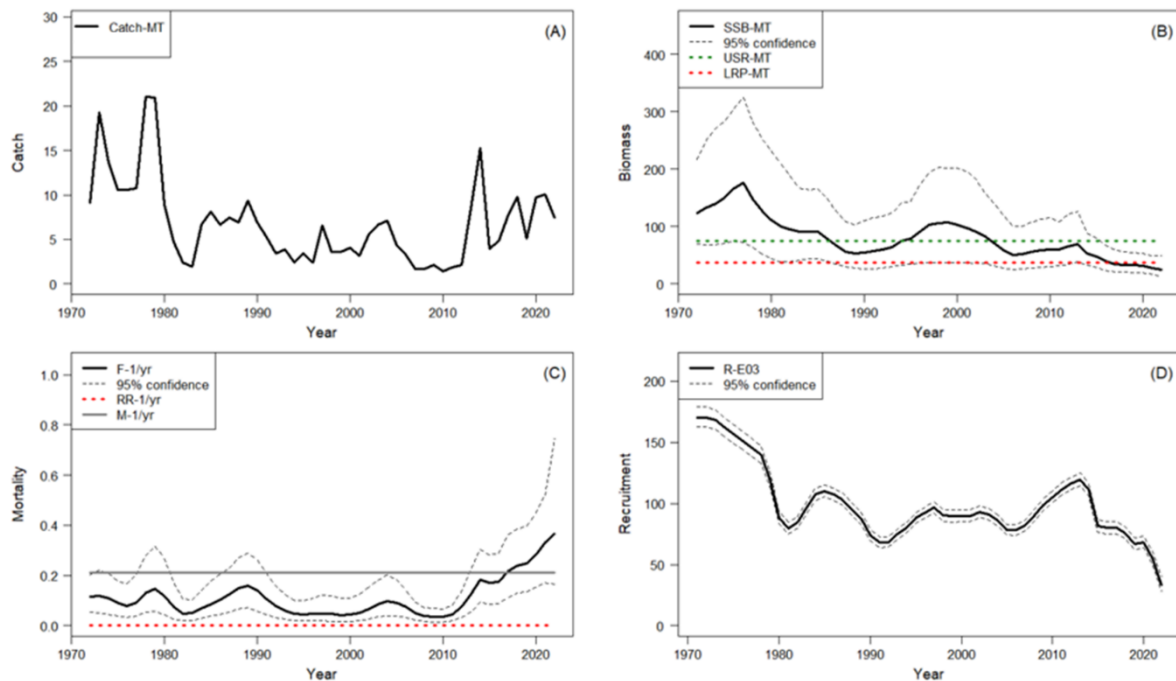 Catch-MT
(A)
30
25
20
15
10
5
0
Catch
1970 1980 1990 2000 2010 2020
Year
SSB-MT
95% confidence
USR-MT
LRP-MT
(B)
400
300
200
100
0
Biomass
1970 1980 1990 2000 2010 2020
Year
F-1/yr
95% confidence
RR-1/yr
M-1/yr
(C)
1.0
0.8
0.6
0.4
0.2
0.0
Mortality
1970 1980 1990 2000 2010 2020
Year
R-E03
95% confidence
(D)
200
150
100
50
0
Recruitment
1970 1980 1990 2000 2010 2020
Year